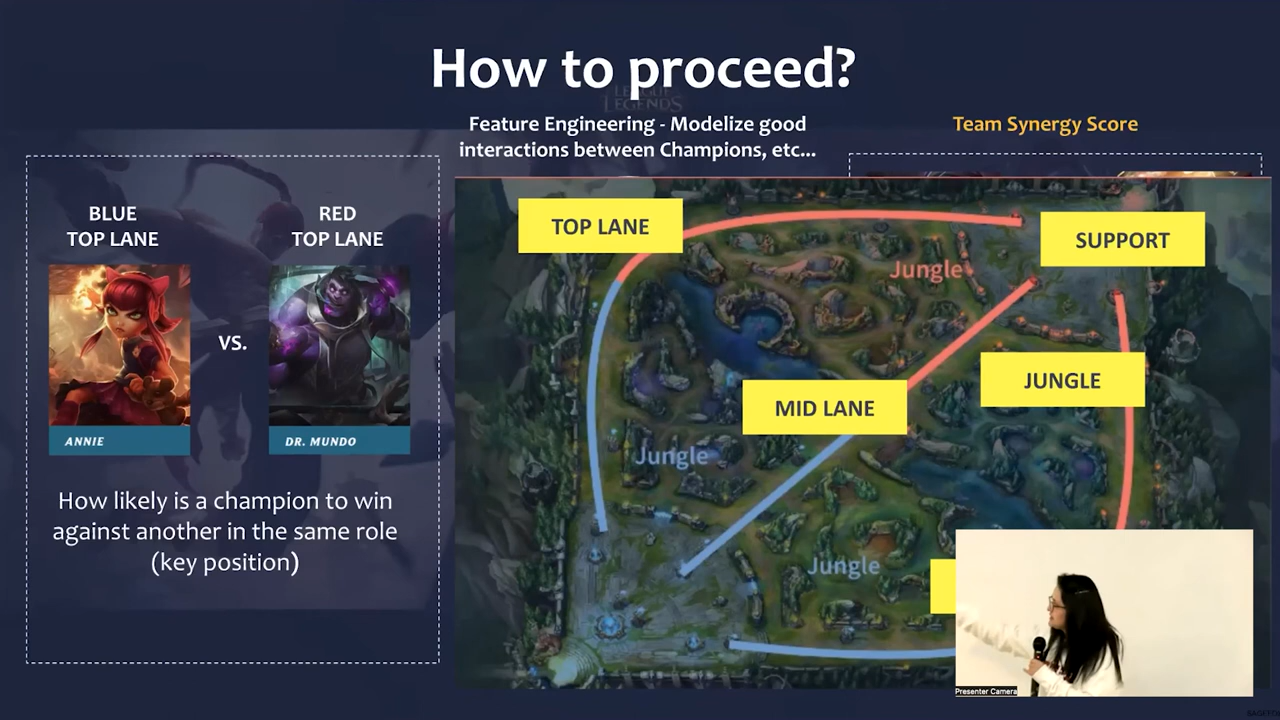 How to proceed?
LEAGUE
LEGENDS
Feature Engineering - Modelize good
interactions between Champions, etc...
Team Synergy Score
BLUE
TOP LANE
RED
TOP LANE
VS.
ANNIE
DR. MUNDO
How likely is a champion to win
against another in the same role
(key position)
TOP LANE
SUPPORT
Jungle
JUNGLE
MID LANE
Jungle
Jungle
Presenter Camera